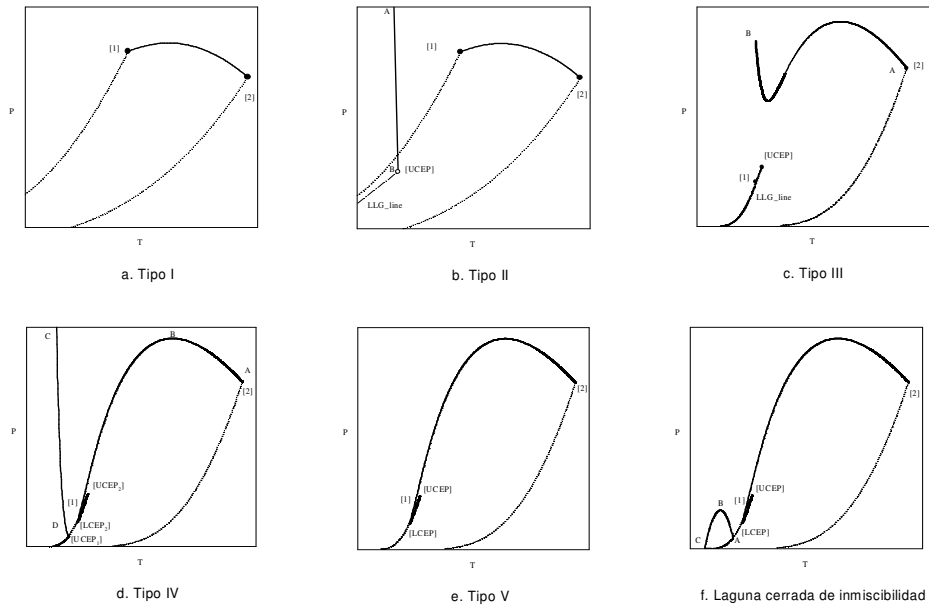 [1]
[2]
P
T
a. Tipo I
A
[1]
[2]
P
B
[UCEP]
LLG_line
T
b. Tipo II
B
A
[2]
P
[UCEP]
[1]
LLG_line
T
c. Tipo III
C
B
A
[2]
P
[UCEP₂]
[1]
[LCEP₂]
D
[UCEP₁]
T
d. Tipo IV
[2]
P
[UCEP]
[1]
[LCEP]
T
e. Tipo V
[2]
P
[UCEP]
[1]
B
[LCEP]
C
A
T
f. Laguna cerrada de inmiscibilidad